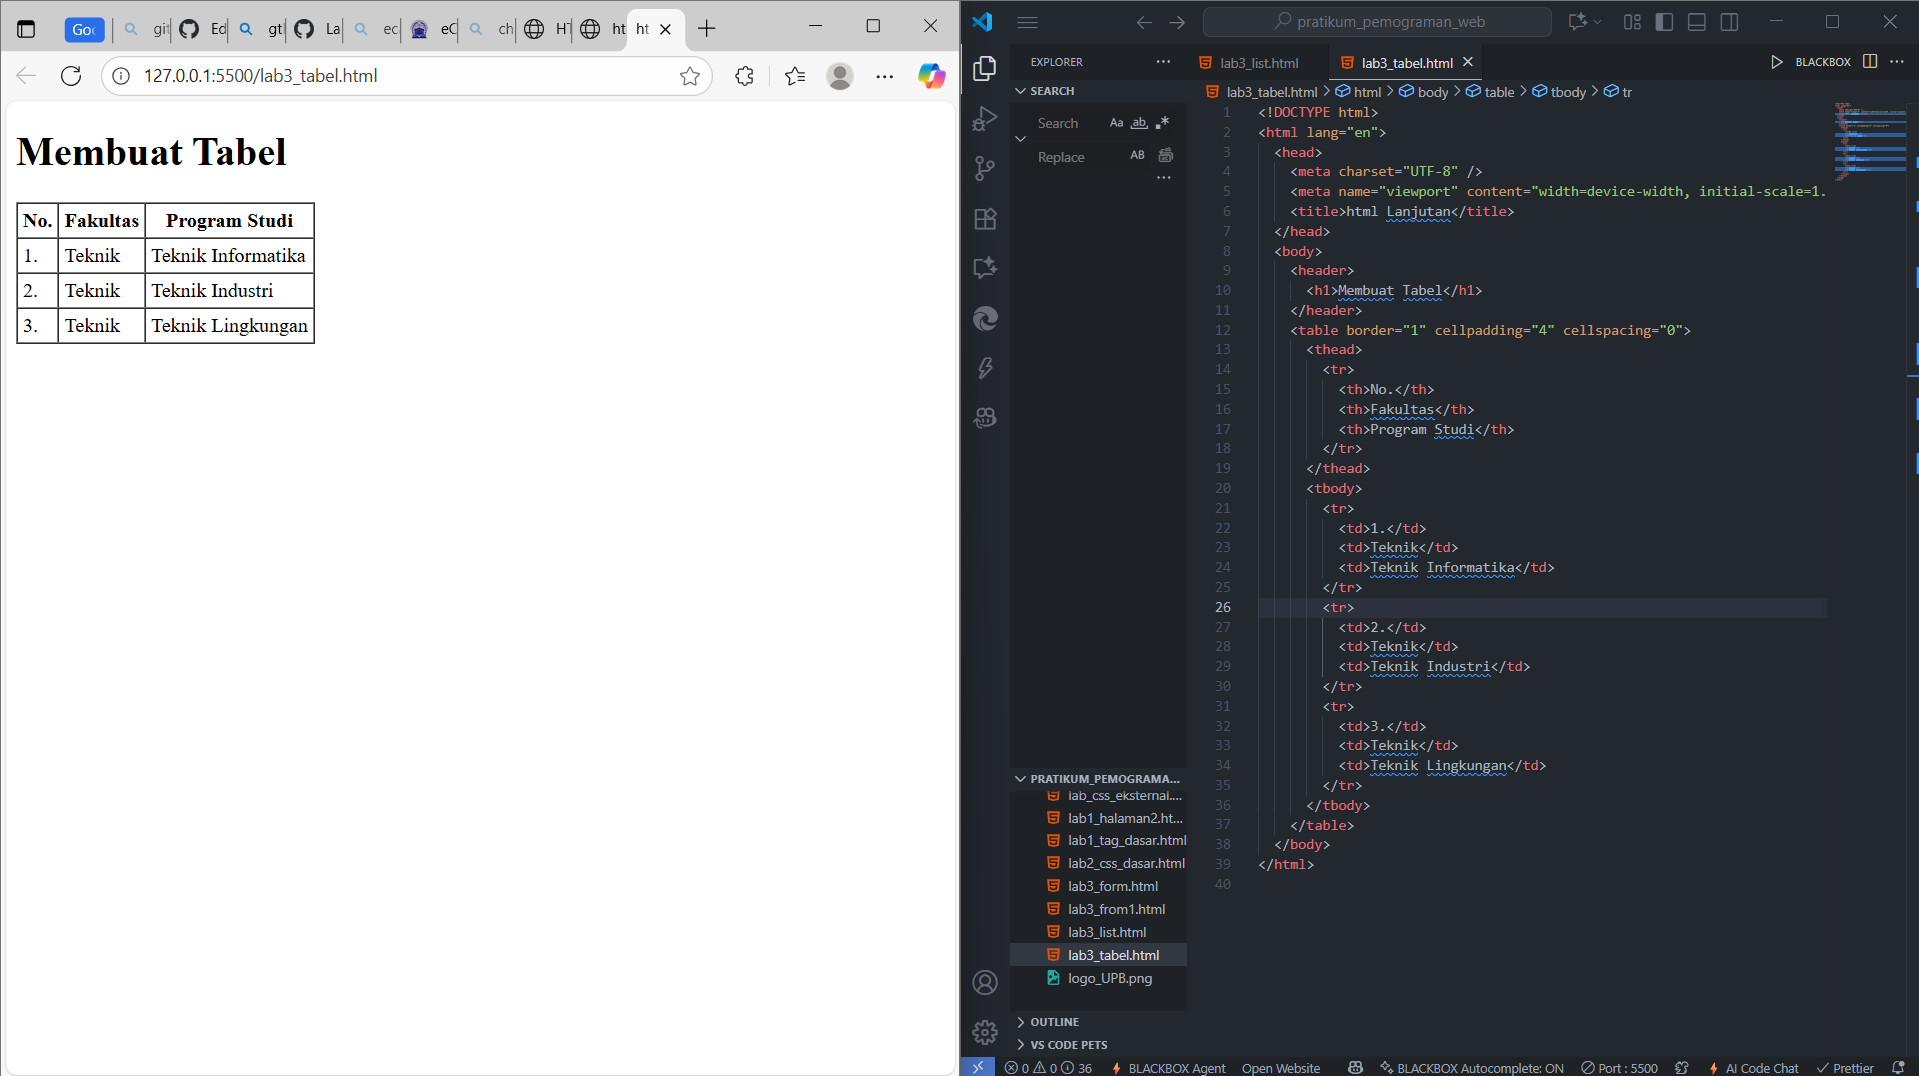 Goo
git
Ed
gtl
La
eca
eC
ch
HT
ht
ht
127.0.0.1:5500/lab3_tabel.html
Membuat Tabel
No. Fakultas Program Studi
1. Teknik Teknik Informatika
2. Teknik Teknik Industri
3. Teknik Teknik Lingkungan
pratikum_pemograman_web
EXPLORER
SEARCH
Search Aa ab
Replace AB
PRATIKUM_PEMOGRAMA...
lab_css_eksternal....
lab1_halaman2.ht...
lab1_tag_dasar.html
lab2_css_dasar.html
lab3_form.html
lab3_from1.html
lab3_list.html
lab3_tabel.html
logo_UPB.png
OUTLINE
VS CODE PETS
lab3_list.html lab3_tabel.html BLACKBOX
lab3_tabel.html > html > body > table > tbody > tr
1 <!DOCTYPE html>
2 <html lang="en">
3 <head>
4 <meta charset="UTF-8" />
5 <meta name="viewport" content="width=device-width, initial-scale=1.
6 <title>html Lanjutan</title>
7 </head>
8 <body>
9 <header>
10 <h1>Membuat Tabel</h1>
11 </header>
12 <table border="1" cellpadding="4" cellspacing="0">
13 <thead>
14 <tr>
15 <th>No.</th>
16 <th>Fakultas</th>
17 <th>Program Studi</th>
18 </tr>
19 </thead>
20 <tbody>
21 <tr>
22 <td>1.</td>
23 <td>Teknik</td>
24 <td>Teknik Informatika</td>
25 </tr>
26 <tr>
27 <td>2.</td>
28 <td>Teknik</td>
29 <td>Teknik Industri</td>
30 </tr>
31 <tr>
32 <td>3.</td>
33 <td>Teknik</td>
34 <td>Teknik Lingkungan</td>
35 </tr>
36 </tbody>
37 </table>
38 </body>
39 </html>
40
0 0 36 BLACKBOX Agent Open Website BLACKBOX Autocomplete: ON Port : 5500 AI Code Chat Prettier